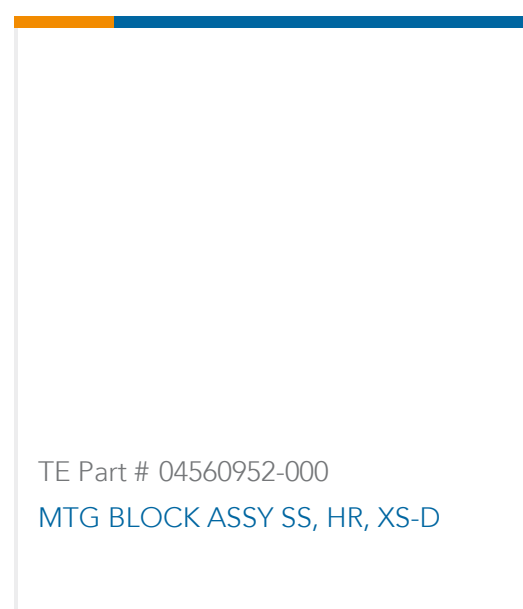 TE Part # 04560952-000
MTG BLOCK ASSY SS, HR, XS-D